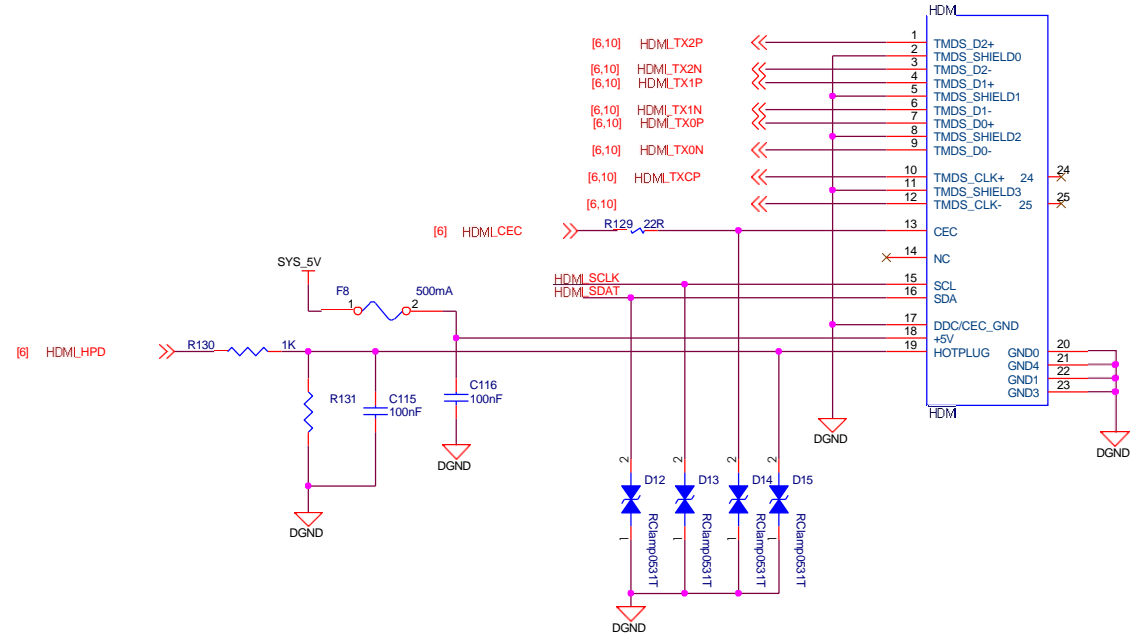 HDMI
[6,10] HDMI_TX2P 1 TMDS_D2+
2 TMDS_SHIELD0
[6,10] HDMI_TX2N 3 TMDS_D2-
[6,10] HDMI_TX1P 4 TMDS_D1+
5 TMDS_SHIELD1
[6,10] HDMI_TX1N 6 TMDS_D1-
[6,10] HDMI_TX0P 7 TMDS_D0+
8 TMDS_SHIELD2
[6,10] HDMI_TX0N 9 TMDS_D0-
[6,10] HDMI_TXCP 10 TMDS_CLK+ 24 24
11 TMDS_SHIELD3
[6,10] 12 TMDS_CLK- 25 25
[6] HDMI_CEC R129 22R 13 CEC
14 NC
SYS_5V
HDMI_SCLK 15 SCL
HDMI_SDAT 16 SDA
F8 500mA
1 2
17 DDC/CEC_GND
18 +5V
[6] HDMI_HPD R130 1K 19 HOTPLUG GND0 20
GND4 21
GND1 22
GND3 23
R131 C115 100nF
C116 100nF
HDMI
DGND
DGND
DGND
DGND
2 2 2 2
D12 D13 D14 D15
RClamp0531T RClamp0531T RClamp0531T RClamp0531T
1 1 1 1
DGND